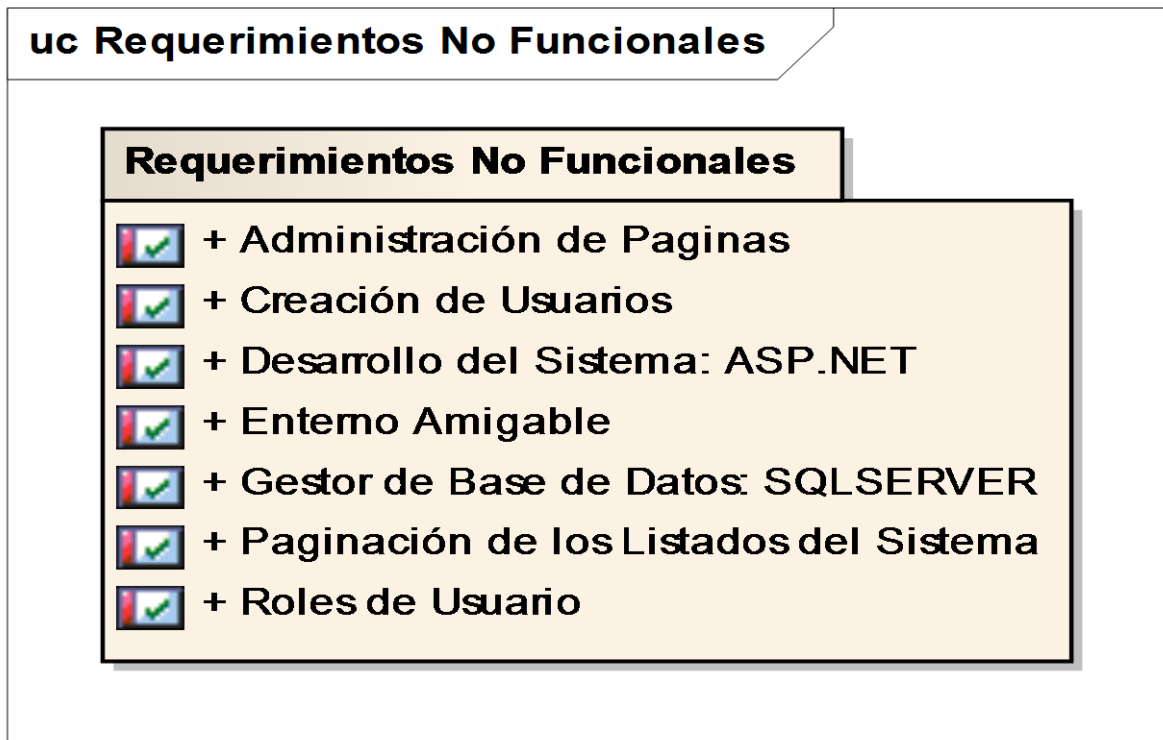 uc Requerimientos No Funcionales
Requerimientos No Funcionales
+ Administración de Paginas
+ Creación de Usuarios
+ Desarrollo del Sistema: ASP.NET
+ Enterno Amigable
+ Gestor de Base de Datos: SQLSERVER
+ Paginación de los Listados del Sistema
+ Roles de Usuario